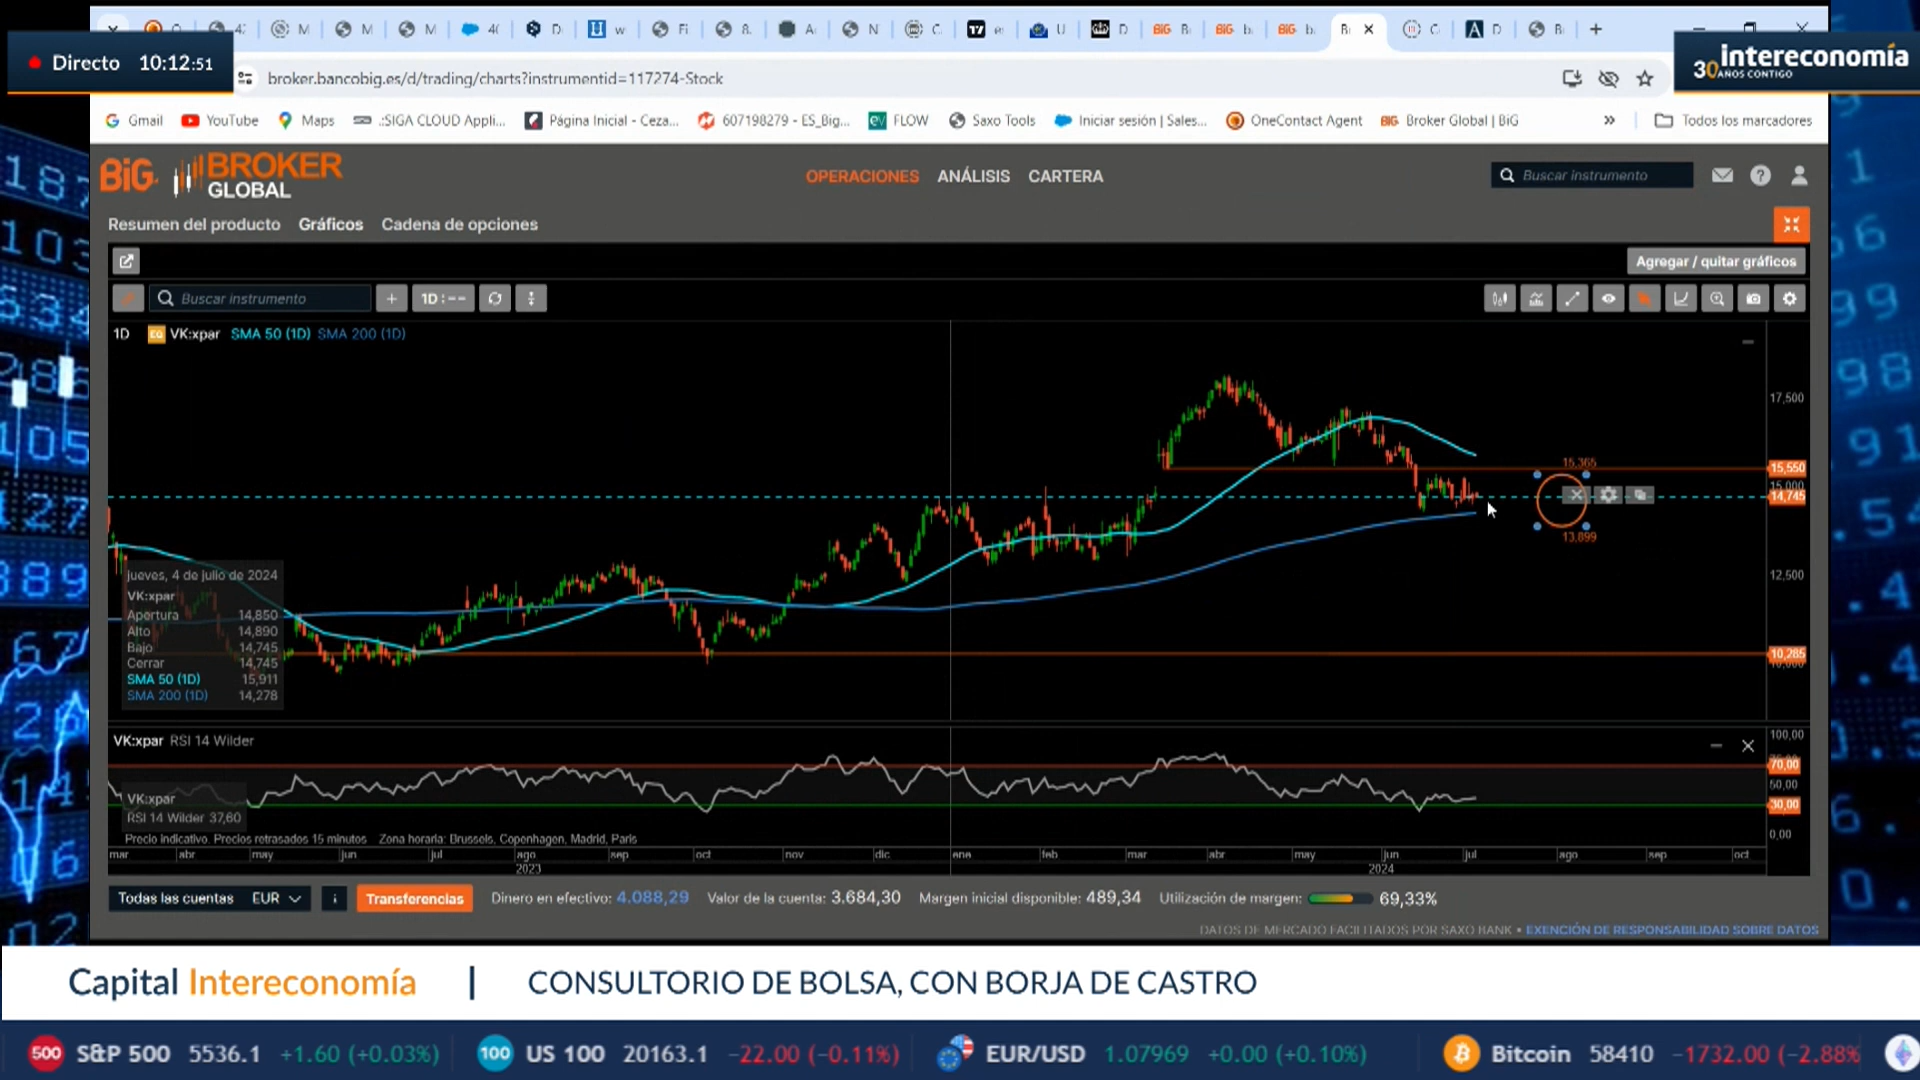 Directo 10:12:51
30 intereconomía
AÑOS CONTIGO
broker.bancobig.es/d/trading/charts?instrumentid=117274-Stock
Gmail YouTube Maps .:SIGA CLOUD Appli... Página Inicial - Ceza... 607198279 - ES_Big... FLOW Saxo Tools Iniciar sesión | Sales... OneContact Agent Broker Global | BiG » Todos los marcadores
BiG BROKER GLOBAL
OPERACIONES ANÁLISIS CARTERA
Buscar instrumento
Resumen del producto Gráficos Cadena de opciones
Agregar / quitar gráficos
Buscar instrumento 1D : --
1D EQ VK:xpar SMA 50 (1D) SMA 200 (1D)
17,500
15,365
15,550
15,000
14,745
13,899
12,500
10,285
jueves, 4 de julio de 2024
VK:xpar
Apertura 14,850
Alto 14,890
Bajo 14,745
Cerrar 14,745
SMA 50 (1D) 15,911
SMA 200 (1D) 14,278
VK:xpar RSI 14 Wilder
100,00
70,00
50,00
30,00
0,00
VK:xpar
RSI 14 Wilder 37,60
Precio indicativo. Precios retrasados 15 minutos Zona horaria: Brussels, Copenhagen, Madrid, Paris
mar abr may jun jul ago sep oct nov dic ene feb mar abr may jun jul ago sep oct
2023 2024
Todas las cuentas EUR i Transferencias Dinero en efectivo: 4.088,29 Valor de la cuenta: 3.684,30 Margen inicial disponible: 489,34 Utilización de margen: 69,33%
DATOS DE MERCADO FACILITADOS POR SAXO BANK • EXENCIÓN DE RESPONSABILIDAD SOBRE DATOS
Capital Intereconomía | CONSULTORIO DE BOLSA, CON BORJA DE CASTRO
500 S&P 500 5536.1 +1.60 (+0.03%) 100 US 100 20163.1 −22.00 (−0.11%) EUR/USD 1.07969 +0.00 (+0.10%) Bitcoin 58410 −1732.00 (−2.88%